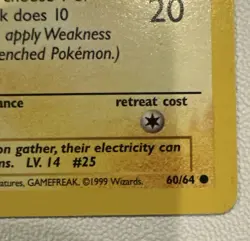 20
k does 10
apply Weakness
enched Pokémon.)
ance
retreat cost
on gather, their electricity can
ns. LV. 14 #25
atures, GAMEFREAK. ©1999 Wizards.
60/64